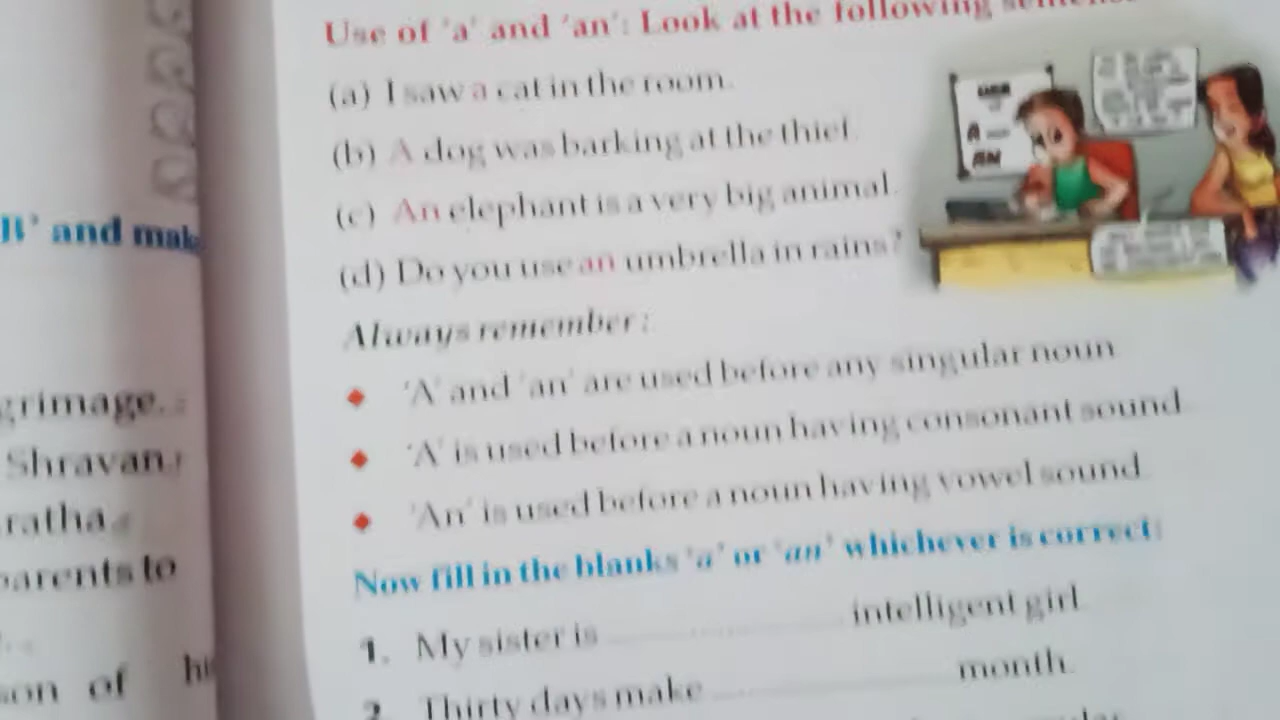 ll' and mak
grimage.
Shravan
ratha
parents to
son of his
Use of 'a' and 'an': Look at the following
(a) I saw a cat in the room.
(b) A dog was barking at the thief.
(c) An elephant is a very big animal.
(d) Do you use an umbrella in rains?
Always remember:
'A' and 'an' are used before any singular noun
'A' is used before a noun having consonant sound
'An' is used before a noun having vowel sound
Now fill in the blanks 'a' or 'an' whichever is correct:
1. My sister is intelligent girl
2. Thirty days make month.